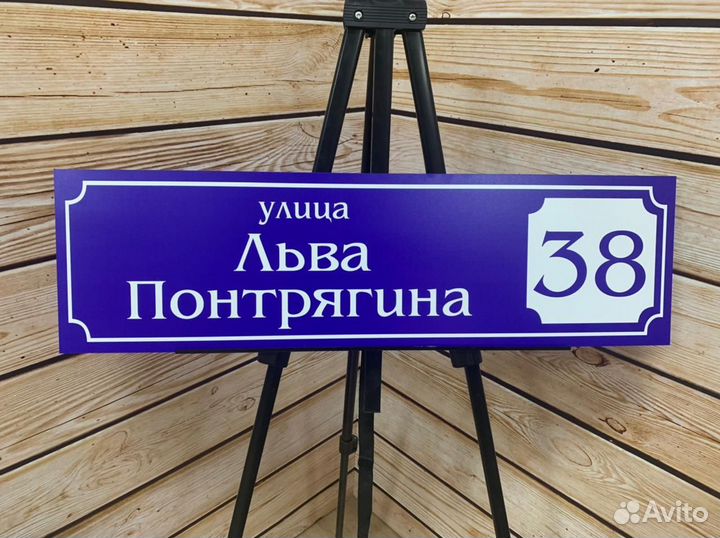 улица
Льва
Понтрягина
38
Avito